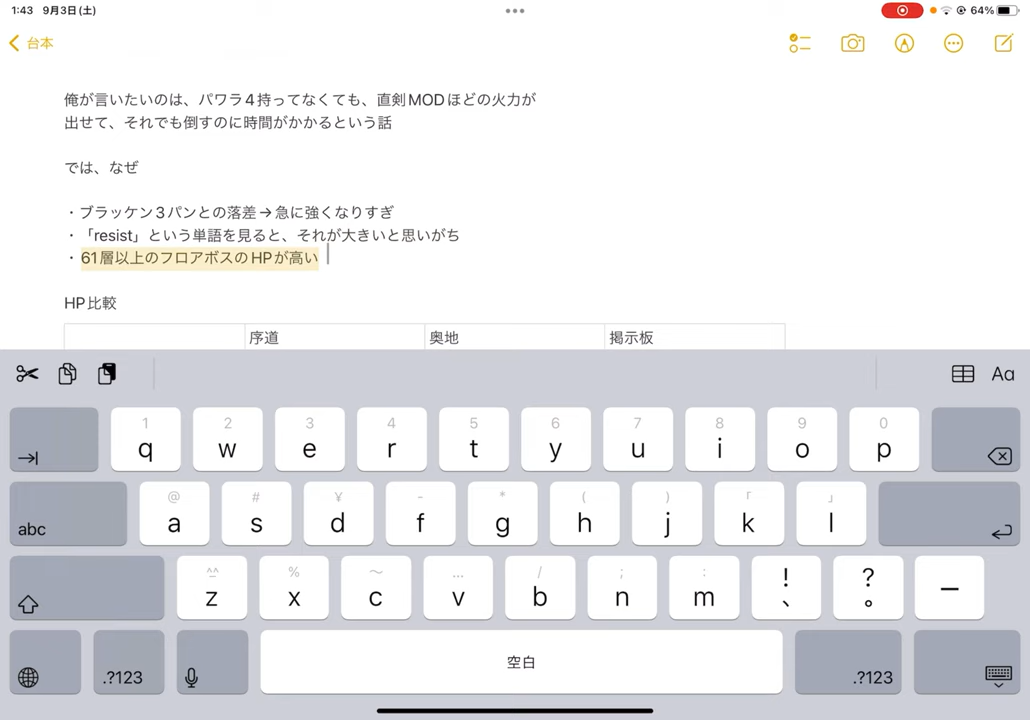 1:43 9月3日(土)
64%
台本
俺が言いたいのは、パワラ4持ってなくても、直剣MODほどの火力が
出せて、それでも倒すのに時間がかかるという話
では、なぜ
・ブラッケン3パンとの落差→急に強くなりすぎ
・「resist」という単語を見ると、それが大きいと思いがち
・61層以上のフロアボスのHPが高い
HP比較
序道 奥地 掲示板
Aa
1 2 3 4 5 6 7 8 9 0
q w e r t y u i o p
@ # ¥ - * ( ) 「 」
abc a s d f g h j k l
^^ % 〜 … / ; : ! ?
z x c v b n m 、 。 ー
.?123 空白 .?123